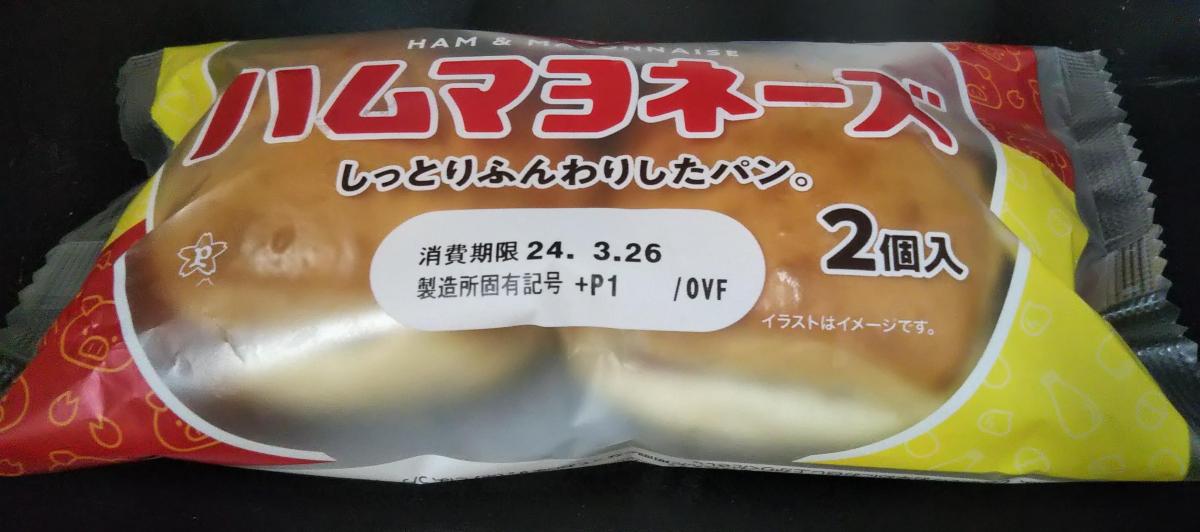 HAM & MAYONNAISE
ハムマヨネーズ
しっとりふんわりしたパン。
消費期限 24. 3.26
製造所固有記号 +P1 /OVF
2個入
イラストはイメージです。
P